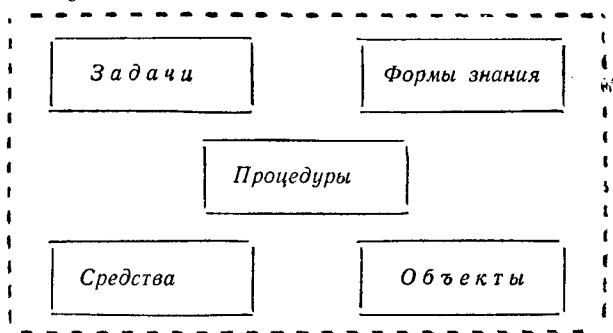 Задачи
Формы знания
Процедуры
Средства
Объекты